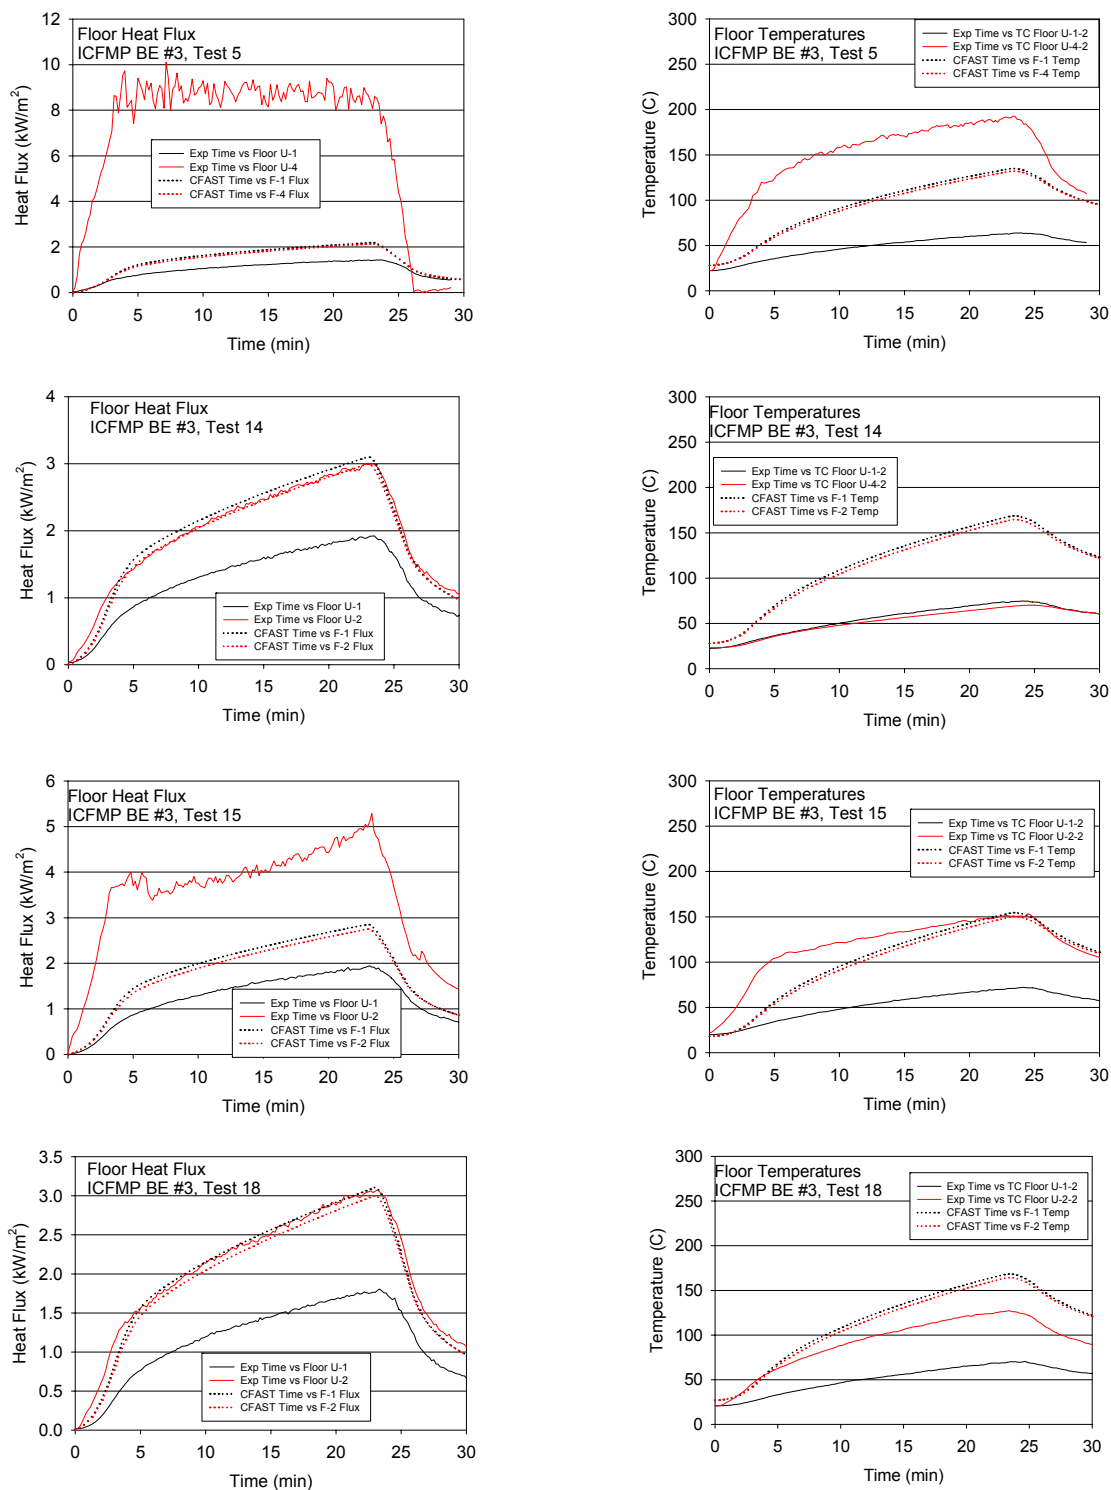 Floor Heat Flux
ICFMP BE #3, Test 5
Heat Flux (kW/m²)
12
10
8
6
4
2
0
Exp Time vs Floor U-1
Exp Time vs Floor U-4
CFAST Time vs F-1 Flux
CFAST Time vs F-4 Flux
0 5 10 15 20 25 30
Time (min)
Floor Temperatures
ICFMP BE #3, Test 5
Temperature (C)
300
250
200
150
100
50
0
Exp Time vs TC Floor U-1-2
Exp Time vs TC Floor U-4-2
CFAST Time vs F-1 Temp
CFAST Time vs F-4 Temp
0 5 10 15 20 25 30
Time (min)
Floor Heat Flux
ICFMP BE #3, Test 14
Heat Flux (kW/m²)
4
3
2
1
0
Exp Time vs Floor U-1
Exp Time vs Floor U-2
CFAST Time vs F-1 Flux
CFAST Time vs F-2 Flux
0 5 10 15 20 25 30
Time (min)
Floor Temperatures
ICFMP BE #3, Test 14
Temperature (C)
300
250
200
150
100
50
0
Exp Time vs TC Floor U-1-2
Exp Time vs TC Floor U-4-2
CFAST Time vs F-1 Temp
CFAST Time vs F-2 Temp
0 5 10 15 20 25 30
Time (min)
Floor Heat Flux
ICFMP BE #3, Test 15
Heat Flux (kW/m²)
6
5
4
3
2
1
0
Exp Time vs Floor U-1
Exp Time vs Floor U-2
CFAST Time vs F-1 Flux
CFAST Time vs F-2 Flux
0 5 10 15 20 25 30
Time (min)
Floor Temperatures
ICFMP BE #3, Test 15
Temperature (C)
300
250
200
150
100
50
0
Exp Time vs TC Floor U-1-2
Exp Time vs TC Floor U-2-2
CFAST Time vs F-1 Temp
CFAST Time vs F-2 Temp
0 5 10 15 20 25 30
Time (min)
Floor Heat Flux
ICFMP BE #3, Test 18
Heat Flux (kW/m²)
3.5
3.0
2.5
2.0
1.5
1.0
0.5
0.0
Exp Time vs Floor U-1
Exp Time vs Floor U-2
CFAST Time vs F-1 Flux
CFAST Time vs F-2 Flux
0 5 10 15 20 25 30
Time (min)
Floor Temperatures
ICFMP BE #3, Test 18
Temperature (C)
300
250
200
150
100
50
0
Exp Time vs TC Floor U-1-2
Exp Time vs TC Floor U-2-2
CFAST Time vs F-1 Temp
CFAST Time vs F-2 Temp
0 5 10 15 20 25 30
Time (min)